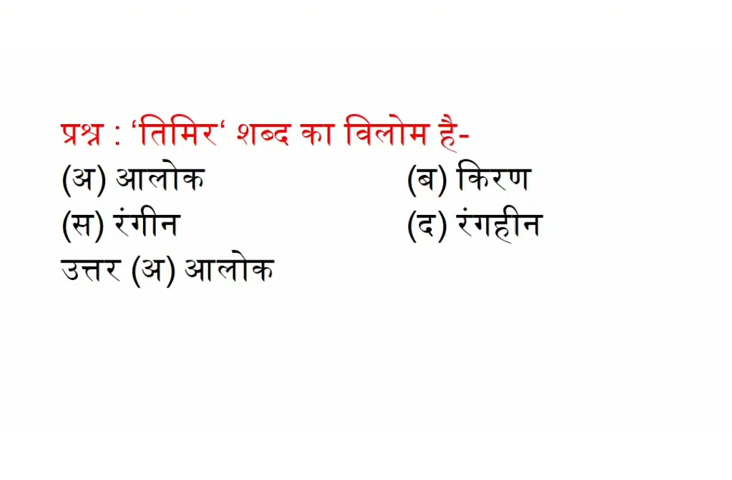 प्रश्न : ‘तिमिर‘ शब्द का विलोम है-
(अ) आलोक (ब) किरण
(स) रंगीन (द) रंगहीन
उत्तर (अ) आलोक